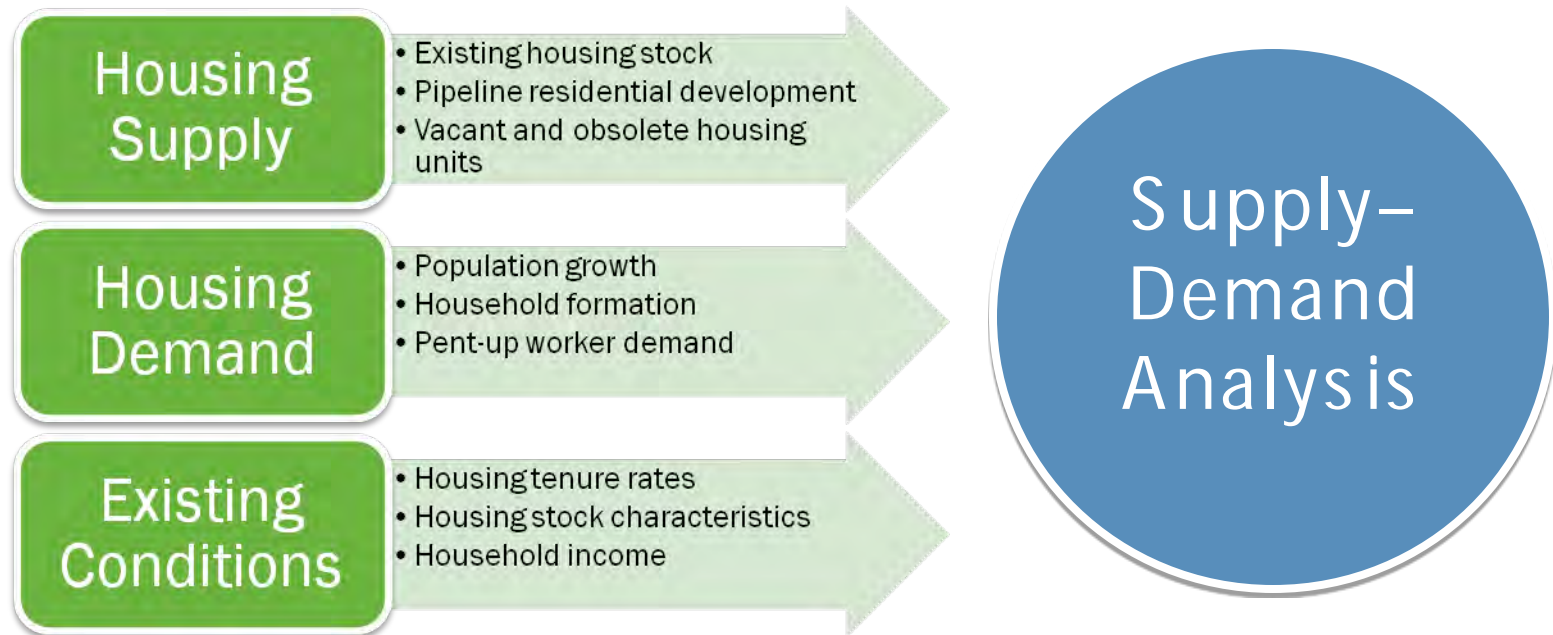 Housing
Supply
• Existing housing stock
• Pipeline residential development
• Vacant and obsolete housing
units
Housing
Demand
• Population growth
• Household formation
• Pent-up worker demand
Existing
Conditions
• Housing tenure rates
• Housing stock characteristics
• Household income
Supply–
Demand
Analysis